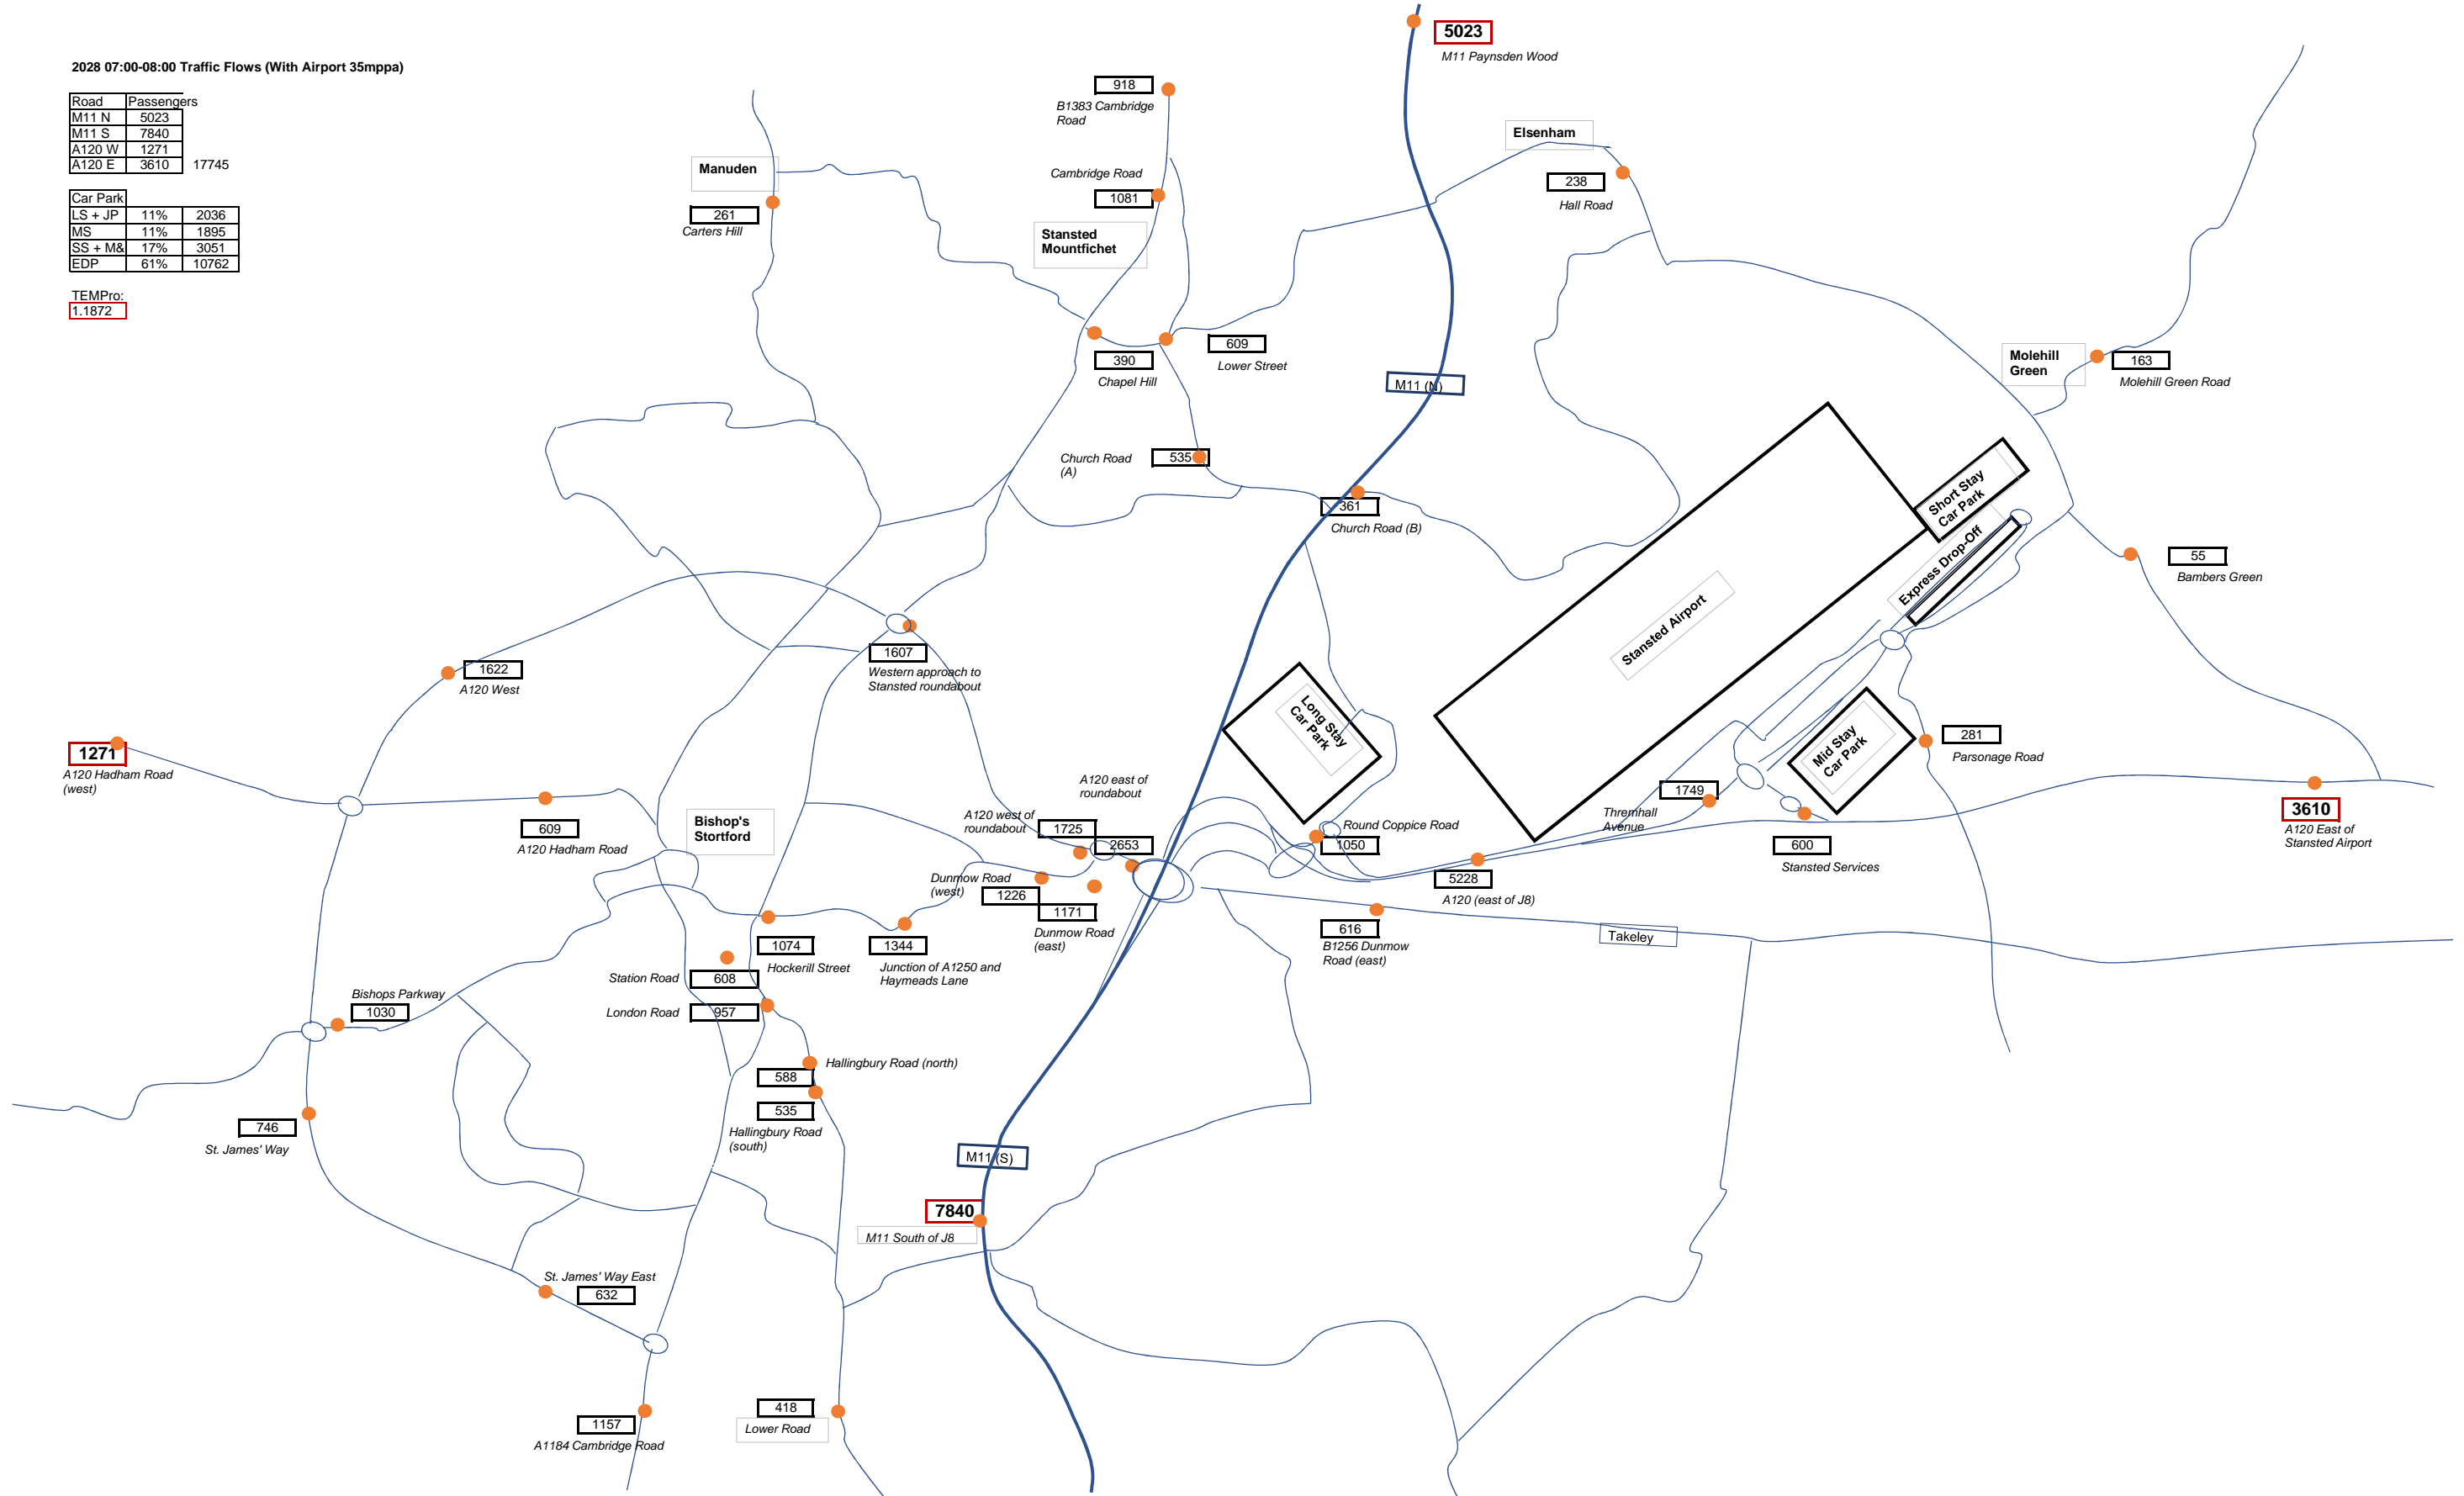 5023
M11 Paynsden Wood
2028 07:00-08:00 Traffic Flows (With Airport 35mppa)
Road Passengers
M11 N 5023
M11 S 7840
A120 W 1271
A120 E 3610 17745
Car Park
LS + JP 11% 2036
MS 11% 1895
SS + M& 17% 3051
EDP 61% 10762
TEMPro:
1.1872
918
B1383 Cambridge
Road
Elsenham
Manuden
Cambridge Road
1081
238
Hall Road
261
Carters Hill
Stansted
Mountfichet
609
Lower Street
390
Chapel Hill
M11 (N)
Molehill
Green
163
Molehill Green Road
Church Road
(A)
535
361
Church Road (B)
Short Stay
Car Park
Express Drop-Off
55
Bambers Green
Stansted Airport
1607
Western approach to
Stansted roundabout
1622
A120 West
Long Stay
Car Park
Mid Stay
Car Park
281
Parsonage Road
1271
A120 Hadham Road
(west)
A120 east of
roundabout
A120 west of
roundabout
1725
2653
Bishop's
Stortford
609
A120 Hadham Road
1749
Thremhall
Avenue
Round Coppice Road
1050
600
Stansted Services
3610
A120 East of
Stansted Airport
Dunmow Road
(west)
1226
1171
Dunmow Road
(east)
5228
A120 (east of J8)
616
B1256 Dunmow
Road (east)
Takeley
1074
Hockerill Street
1344
Junction of A1250 and
Haymeads Lane
Station Road
608
London Road
957
Bishops Parkway
1030
Hallingbury Road (north)
588
535
Hallingbury Road
(south)
746
St. James' Way
M11 (S)
7840
M11 South of J8
St. James' Way East
632
418
Lower Road
1157
A1184 Cambridge Road